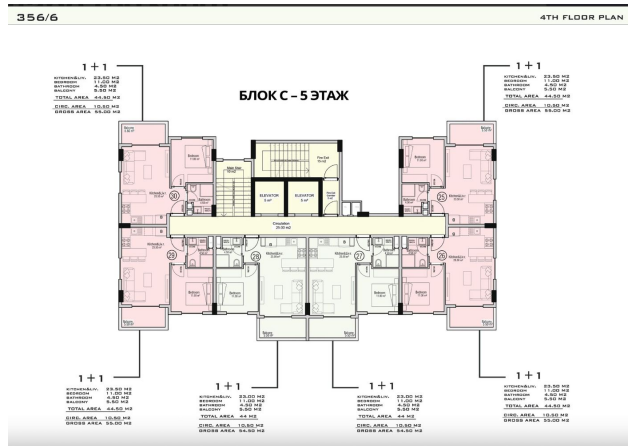 356/6
4TH FLOOR PLAN
1 + 1
KITCHEN&LIV. 23.50 M2
BEDROOM 11.00 M2
BATHROOM 4.50 M2
BALCONY 5.50 M2
TOTAL AREA 44.50 M2
CIRC. AREA 10.50 M2
GROSS AREA 55.00 M2
1 + 1
KITCHEN&LIV. 23.50 M2
BEDROOM 11.00 M2
BATHROOM 4.50 M2
BALCONY 5.50 M2
TOTAL AREA 44.50 M2
CIRC. AREA 10.50 M2
GROSS AREA 55.00 M2
БЛОК С – 5 ЭТАЖ
Main Stair
Fire Exit
ELEVATOR
ELEVATOR
30
25
Circulation
29
28
27
26
1 + 1
KITCHEN&LIV. 23.50 M2
BEDROOM 11.00 M2
BATHROOM 4.50 M2
BALCONY 5.50 M2
TOTAL AREA 44.50 M2
CIRC. AREA 10.50 M2
GROSS AREA 55.00 M2
1 + 1
KITCHEN&LIV. 23.00 M2
BEDROOM 11.00 M2
BATHROOM 4.50 M2
BALCONY 5.50 M2
TOTAL AREA 44 M2
CIRC. AREA 10.50 M2
GROSS AREA 54.50 M2
1 + 1
KITCHEN&LIV. 23.00 M2
BEDROOM 11.00 M2
BATHROOM 4.50 M2
BALCONY 5.50 M2
TOTAL AREA 44 M2
CIRC. AREA 10.50 M2
GROSS AREA 54.50 M2
1 + 1
KITCHEN&LIV. 23.50 M2
BEDROOM 11.00 M2
BATHROOM 4.50 M2
BALCONY 5.50 M2
TOTAL AREA 44.50 M2
CIRC. AREA 10.50 M2
GROSS AREA 55.00 M2